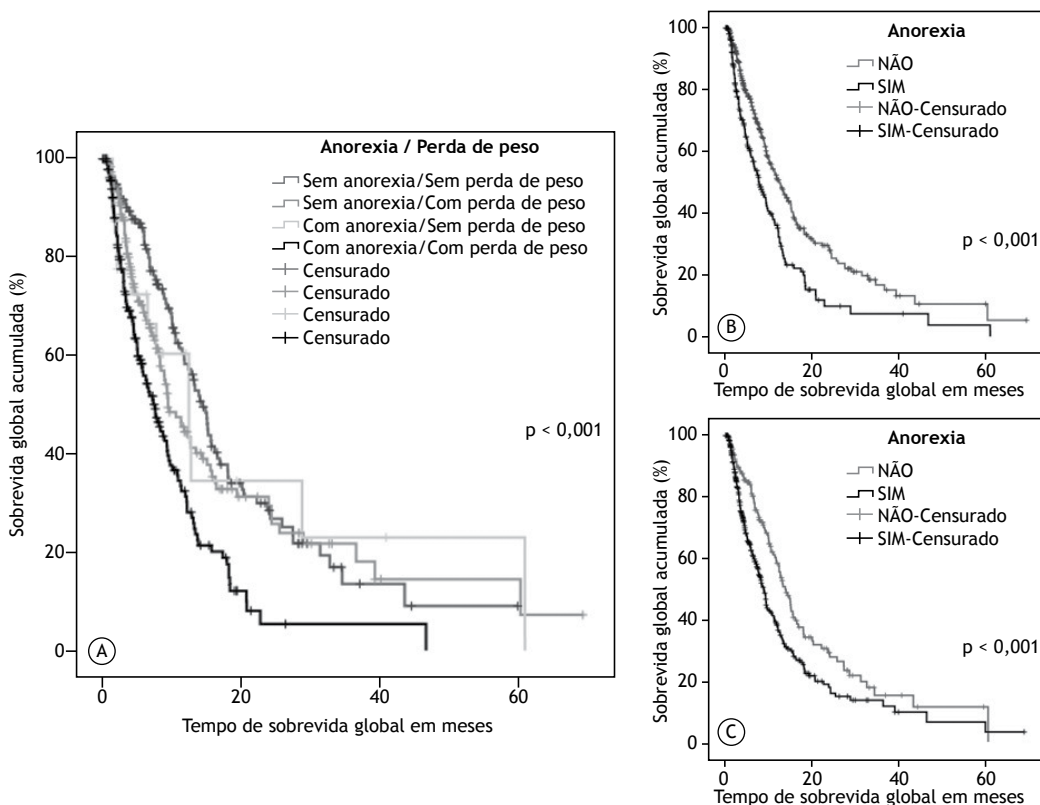 Anorexia / Perda de peso
Sem anorexia/Sem perda de peso
Sem anorexia/Com perda de peso
Com anorexia/Sem perda de peso
Com anorexia/Com perda de peso
Censurado
Censurado
Censurado
Censurado
p < 0,001
Sobrevida global acumulada (%)
100
80
60
40
20
0
A
0
20
40
60
Tempo de sobrevida global em meses
Anorexia
NÃO
SIM
NÃO-Censurado
SIM-Censurado
p < 0,001
Sobrevida global acumulada (%)
100
80
60
40
20
0
B
0
20
40
60
Tempo de sobrevida global em meses
Anorexia
NÃO
SIM
NÃO-Censurado
SIM-Censurado
p < 0,001
Sobrevida global acumulada (%)
100
80
60
40
20
0
C
0
20
40
60
Tempo de sobrevida global em meses